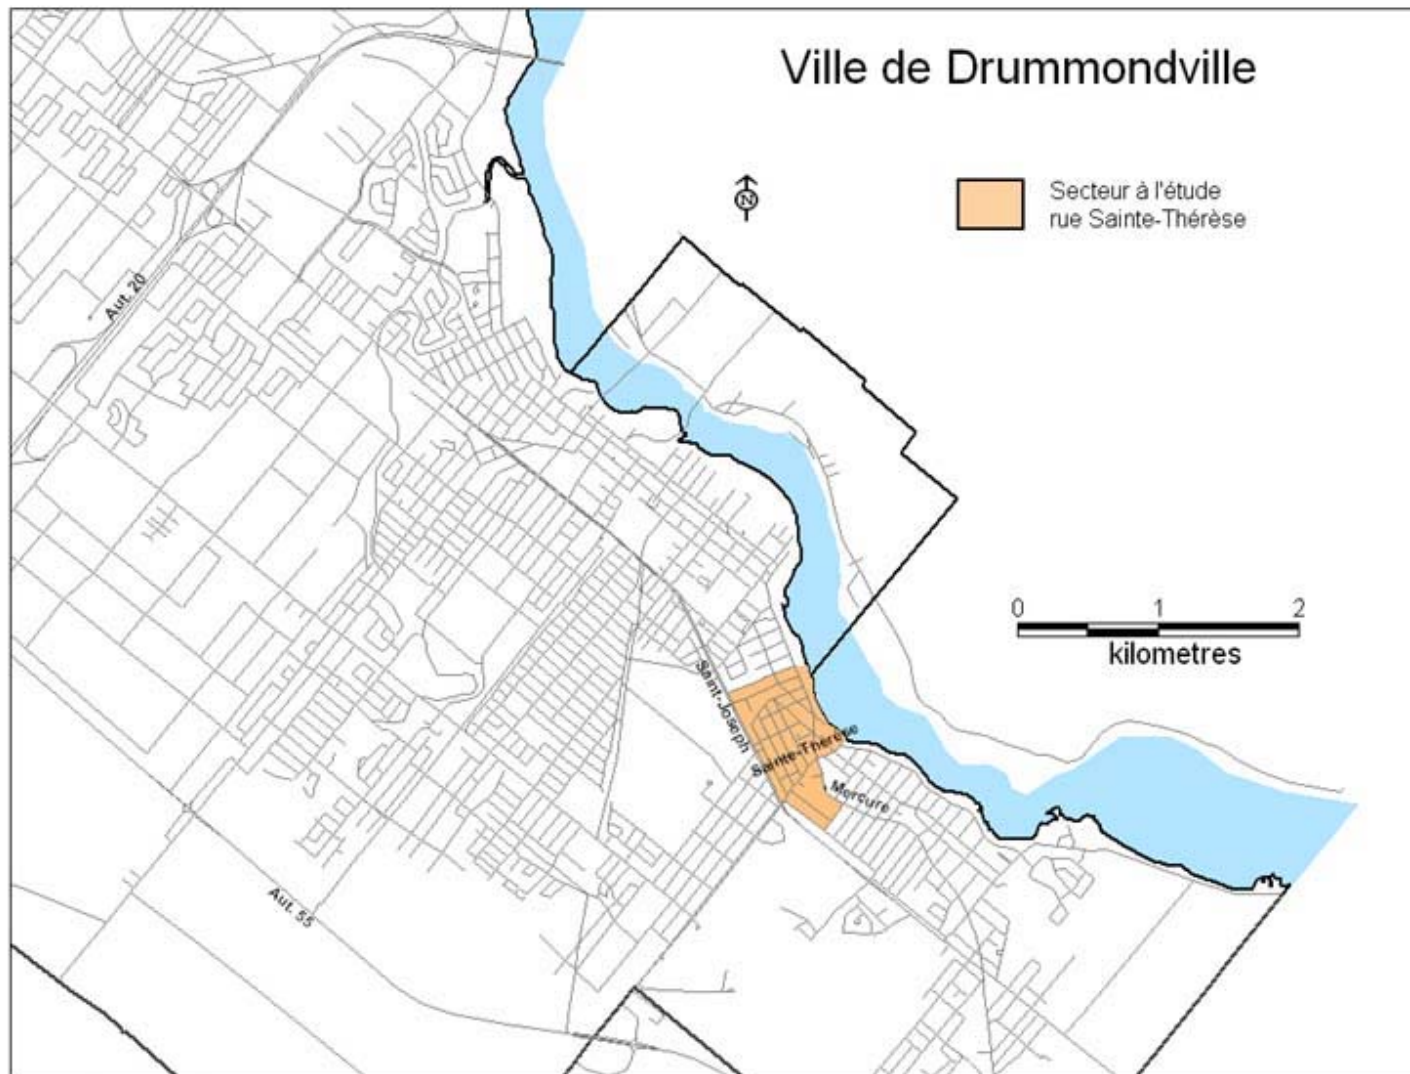 Ville de Drummondville
N
Secteur à l'étude
rue Sainte-Thérèse
Aut. 20
0 1 2
kilometres
Saint-Joseph
Sainte-Thérèse
Mercure
Aut. 55